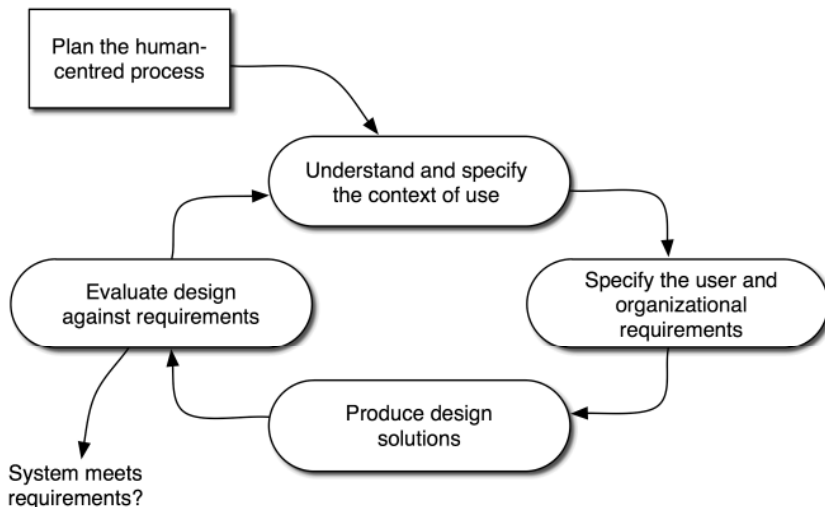 Plan the human-
centred process
Understand and specify
the context of use
Specify the user and
organizational
requirements
Produce design
solutions
Evaluate design
against requirements
System meets
requirements?